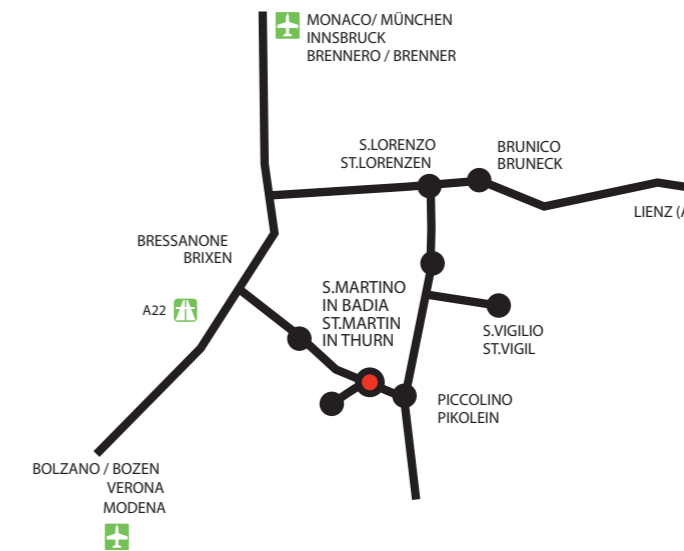 MONACO/ MÜNCHEN
INNSBRUCK
BRENNERO / BRENNER
S.LORENZO
ST.LORENZEN
BRUNICO
BRUNECK
LIENZ (A
BRESSANONE
BRIXEN
A22
S.MARTINO
IN BADIA
ST.MARTIN
IN THURN
S.VIGILIO
ST.VIGIL
PICCOLINO
PIKOLEIN
BOLZANO / BOZEN
VERONA
MODENA